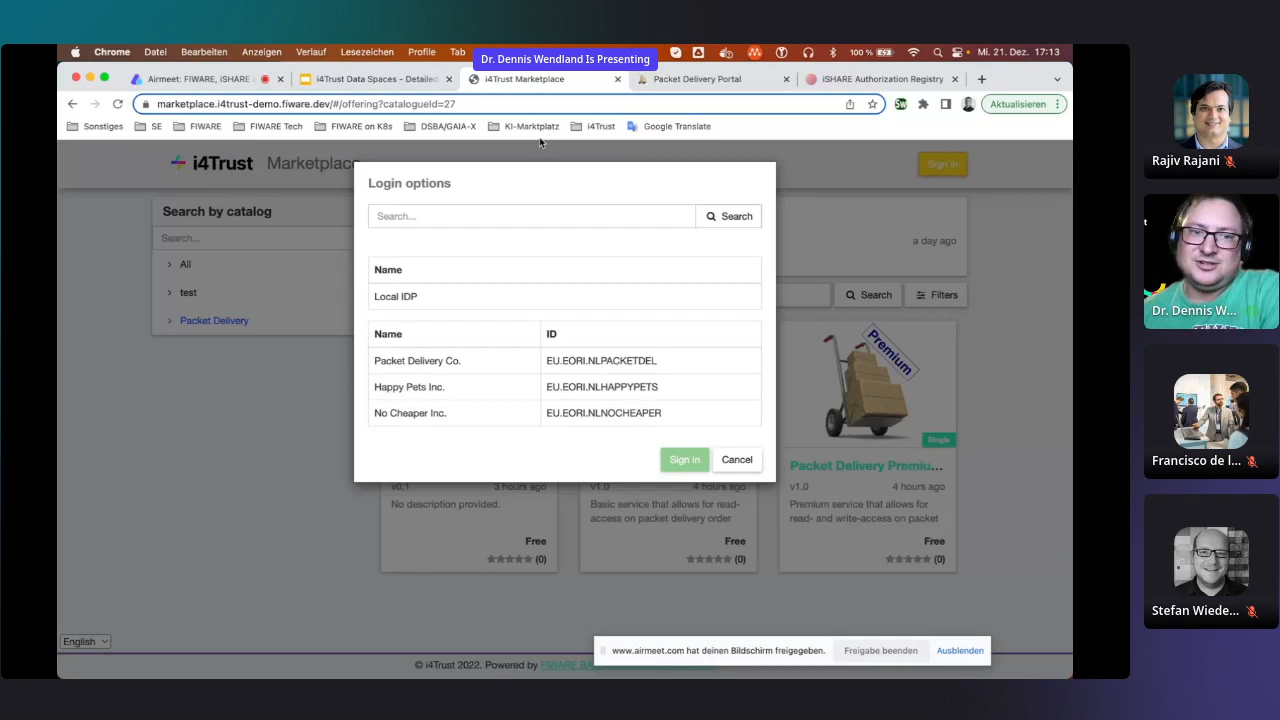 Chrome Datei Bearbeiten Anzeigen Verlauf Lesezeichen Profile Tab
Dr. Dennis Wendland Is Presenting
100 % Mi. 21. Dez. 17:13
Airmeet: FIWARE, iSHARE
i4Trust Data Spaces - Detailed
i4Trust Marketplace
Packet Delivery Portal
iSHARE Authorization Registry
marketplace.i4trust-demo.fiware.dev/#/offering?catalogueId=27
Aktualisieren
Sonstiges SE FIWARE FIWARE Tech FIWARE on K8s DSBA/GAIA-X KI-Marktplatz i4Trust Google Translate
i4Trust Marketplace
Sign in
Search by catalog
Search...
All
test
Packet Delivery
Login options
Search...
Search
Name
Local IDP
Name ID
Packet Delivery Co. EU.EORI.NLPACKETDEL
Happy Pets Inc. EU.EORI.NLHAPPYPETS
No Cheaper Inc. EU.EORI.NLNOCHEAPER
Sign in Cancel
a day ago
Search Filters
Premium
Single
Packet Delivery Premiu...
v0.1 3 hours ago
No description provided.
Free
(0)
v1.0 4 hours ago
Basic service that allows for read-
access on packet delivery order
Free
(0)
v1.0 4 hours ago
Premium service that allows for
read- and write-access on packet
Free
(0)
English
© i4Trust 2022. Powered by FIWARE
www.airmeet.com hat deinen Bildschirm freigegeben.
Freigabe beenden
Ausblenden
Rajiv Rajani
Dr. Dennis W...
Francisco de l...
Stefan Wiede...